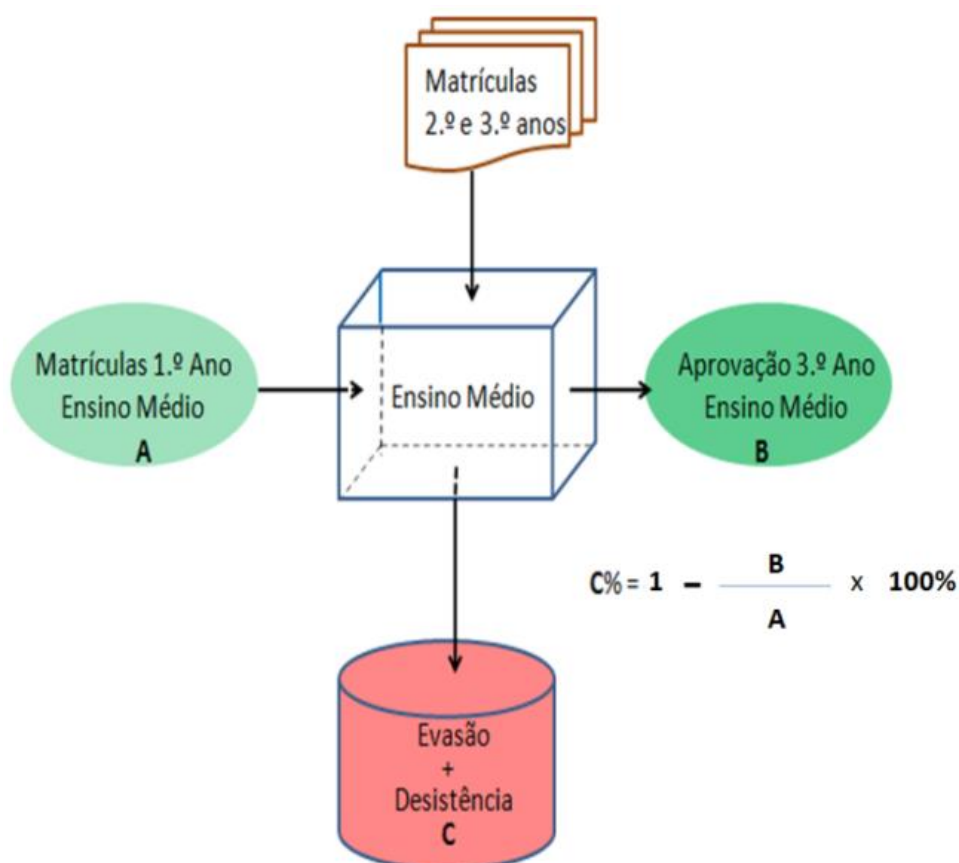 Matrículas
2.º e 3.º anos
Matrículas 1.º Ano
Ensino Médio
A
Ensino Médio
Aprovação 3.º Ano
Ensino Médio
B
C% = 1 - B/A x 100%
Evasão
+
Desistência
C